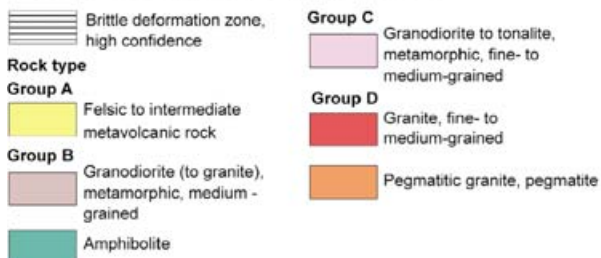 Brittle deformation zone,
high confidence
Rock type
Group A
Felsic to intermediate
metavolcanic rock
Group B
Granodiorite (to granite),
metamorphic, medium -
grained
Amphibolite
Group C
Granodiorite to tonalite,
metamorphic, fine- to
medium-grained
Group D
Granite, fine- to
medium-grained
Pegmatitic granite, pegmatite